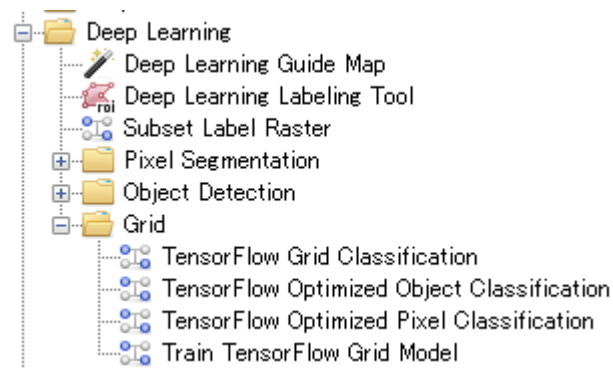 Deep Learning
Deep Learning Guide Map
roi
Deep Learning Labeling Tool
Subset Label Raster
Pixel Segmentation
Object Detection
Grid
TensorFlow Grid Classification
TensorFlow Optimized Object Classification
TensorFlow Optimized Pixel Classification
Train TensorFlow Grid Model